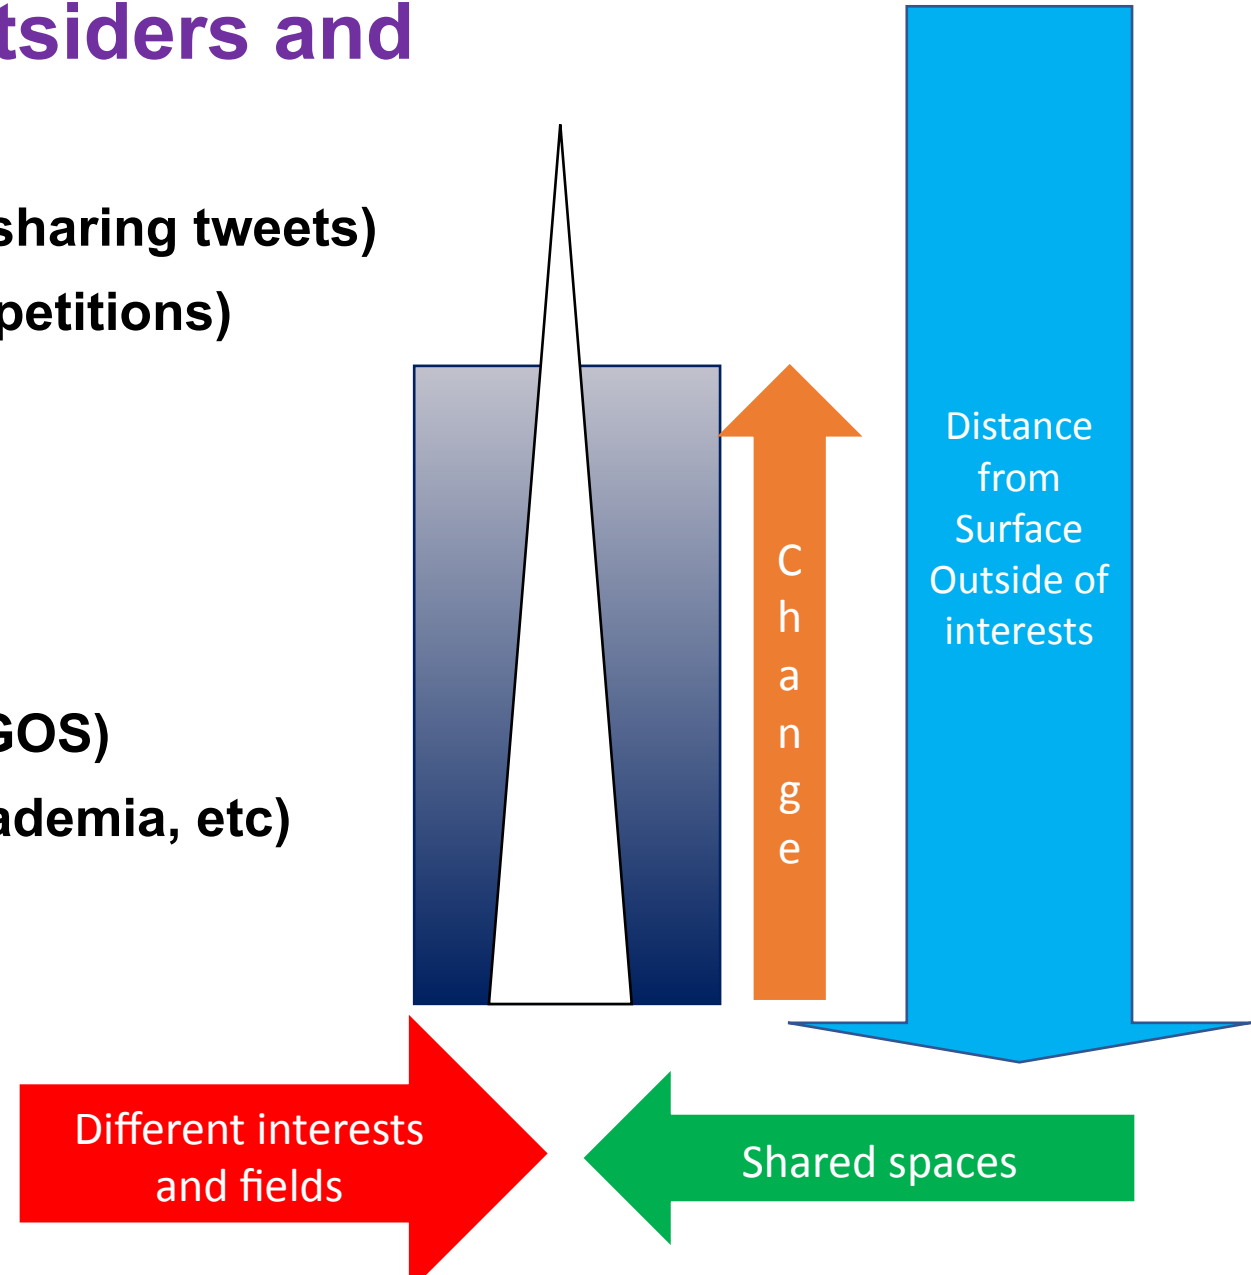 tsiders and
sharing tweets)
petitions)
GOS)
ademia, etc)
Distance
from
Surface
Outside of
interests
C
h
a
n
g
e
Different interests
and fields
Shared spaces